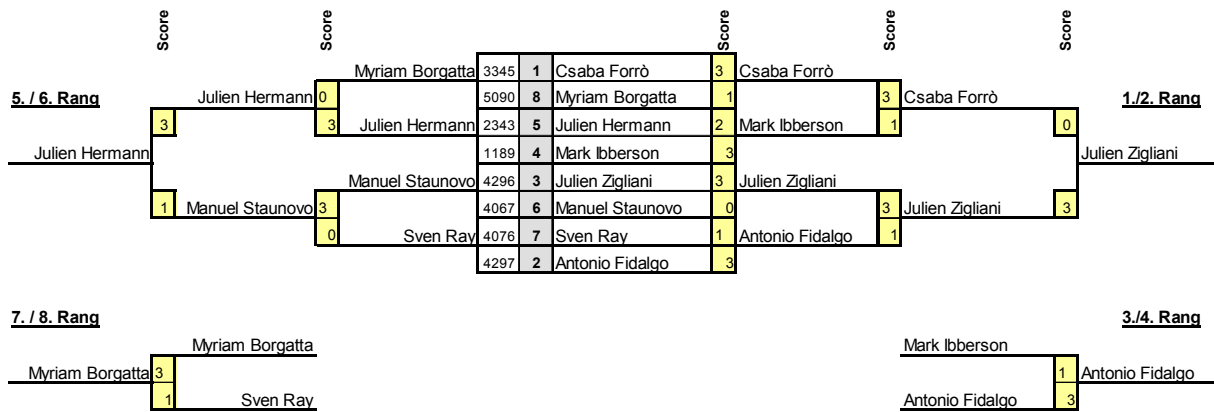 Score Score Score Score
Myriam Borgatta 3345 1 Csaba Forrò 3 Csaba Forrò
5. / 6. Rang Julien Hermann 0 5090 8 Myriam Borgatta 1 3 Csaba Forrò 1./2. Rang
3 3 Julien Hermann 2343 5 Julien Hermann 2 Mark Ibberson 1 0
Julien Hermann 1189 4 Mark Ibberson 3 Julien Zigliani
Manuel Staunovo 4296 3 Julien Zigliani 3 Julien Zigliani
1 Manuel Staunovo 3 4067 6 Manuel Staunovo 0 3 Julien Zigliani 3
0 Sven Ray 4076 7 Sven Ray 1 Antonio Fidalgo 1
4297 2 Antonio Fidalgo 3
7. / 8. Rang 3./4. Rang
Myriam Borgatta Mark Ibberson
Myriam Borgatta 3 1 Antonio Fidalgo
1 Sven Ray Antonio Fidalgo 3